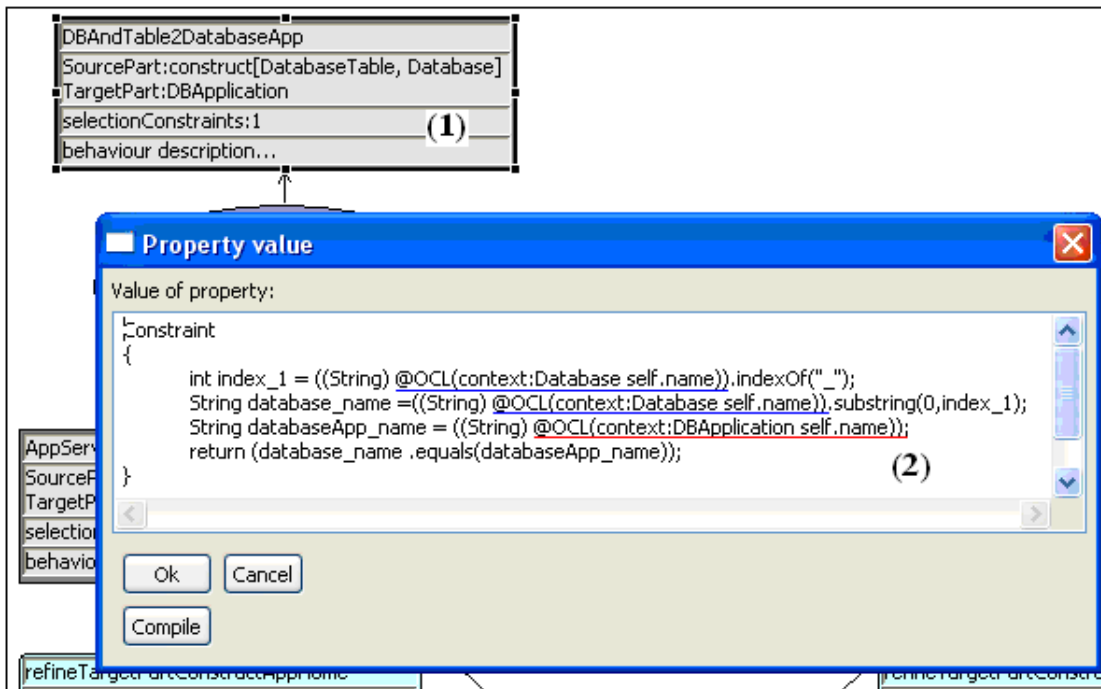 DBAndTable2DatabaseApp
SourcePart:construct[DatabaseTable, Database]
TargetPart:DBApplication
selectionConstraints:1
(1)
behaviour description...
Property value
Value of property:
Constraint
{
int index_1 = ((String) @OCL(context:Database self.name)).indexOf("_");
String database_name =((String) @OCL(context:Database self.name)).substring(0,index_1);
String databaseApp_name = ((String) @OCL(context:DBApplication self.name));
return (database_name .equals(databaseApp_name));
(2)
}
AppServ
SourceP
TargetP
selection
behavio
Ok Cancel
Compile
refineTargetPartConstructAppHome
refineTargetPartConstru